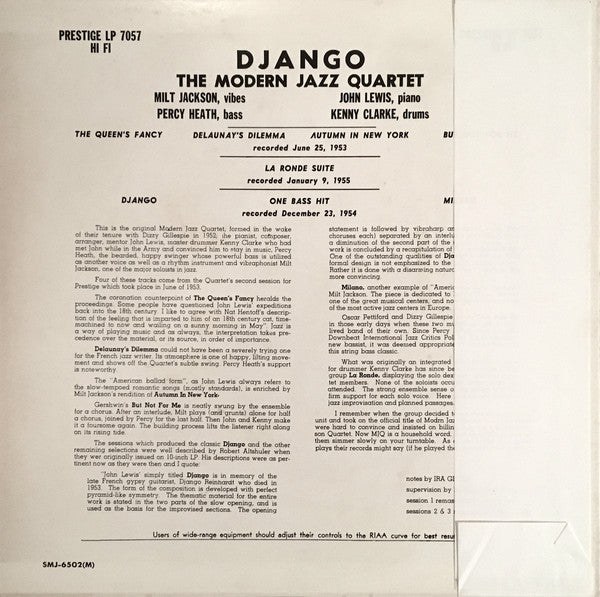 PRESTIGE LP 7057
HI FI
DJANGO
THE MODERN JAZZ QUARTET
MILT JACKSON, vibes JOHN LEWIS, piano
PERCY HEATH, bass KENNY CLARKE, drums
THE QUEEN'S FANCY DELAUNAY'S DILEMMA AUTUMN IN NEW YORK BU
recorded June 25, 1953
LA RONDE SUITE
recorded January 9, 1955
DJANGO ONE BASS HIT MI
recorded December 23, 1954
This is the original Modern Jazz Quartet, formed in the wake
of their tenure with Dizzy Gillespie in 1952; the pianist, composer,
arranger, mentor John Lewis, master drummer Kenny Clarke who had
met John while in the Army and convinced him to stay in music, Percy
Heath, the bearded, happy swinger whose powerful bass is utilized
as another voice as well as a rhythm instrument and vibraphonist Milt
Jackson, one of the major soloists in jazz.
Four of these tracks come from the Quartet's second session for
Prestige which took place in June of 1953.
The coronation counterpoint of The Queen's Fancy heralds the
proceedings. Some people have questioned John Lewis' expeditions
back into the 18th century. I like to agree with Nat Hentoff's descrip-
tion of the feeling that is imparted to him of an 18th century cat, time-
machined to now and wailing on a sunny morning in May". Jazz is
a way of playing music and as always, the interpretation takes pre-
cedence over the material, or its source, in order of importance.
Delaunay's Dilemma could not have been a severely trying one
for the French jazz writer. Its atmosphere is one of happy, lilting move-
ment and shows off the Quartet's subtle swing. Percy Heath's support is
noteworthy.
The "American ballad form", as John Lewis always refers to
the slow-tempoed romantic songs (mostly standards), is enriched by
Milt Jackson's rendition of Autumn In New York.
Gershwin's But Not For Me is neatly swung by the ensemble
for a chorus. After an interlude, Milt plays (and grunts) alone for half
a chorus, joined by Percy for the last half. Then John and Kenny make
it a foursome again. The building process lifts the listener right along
on its rising tide.
The sessions which produced the classic Django and the other
remaining selections were well described by Robert Altshuler when
they wer originally issued on 10-inch LP. His descriptions were as per-
tinent now as they were then and I quote:
"John Lewis' simply titled Django is in memory of the
late French gypsy guitarist, Django Reinhardt who died in
1953. The form of the composition is developed with perfect
pyramid-like symmetry. The thematic material for the entire
work is stated in the two parts of the slow opening, and is
used as the basis for the improvised sections. The opening
statement is followed by vibraharp an
choruses each) separated by an interlu
a diminution of the second part of the
work is concluded by a recapitulation of
One of the outstanding qualities of Dja
formal design is not emphasized to the
Rather it is done with a disarming natura
more convincing.
Milano, another example of "Americ
Milt Jackson. The piece is dedicated to
one of the great musical centers, and no
of the most active jazz centers in Europe.
Oscar Pettiford and Dizzy Gillespie
in those early days when these two mu
lived band of their own. Since Percy
Downbeat International Jazz Critics Poll
new bassist, it was deemed appropriate
this string bass classic.
What was originally an integrated
for drummer Kenny Clarke has since be
group La Ronde, displaying the solo dex
tet members. None of the soloists occu
attended. The strong ensemble sense o
firm support for each solo voice. Here
jazz improvisation and planned passages.
I remember when the group decided t
unit and took on the official title of Modrn Jaz
were hard to convince and insisted on billin
son Quartet. Now MJQ is a household word.
them simmer slowly on your turntable. As
plays their records might say (if he played the
notes by IRA GI
supervision by
session 1 remas
sessions 2 & 3
Users of wide-range equipment should adjust their controls to the RIAA curve for best resul
SMJ-6502(M)